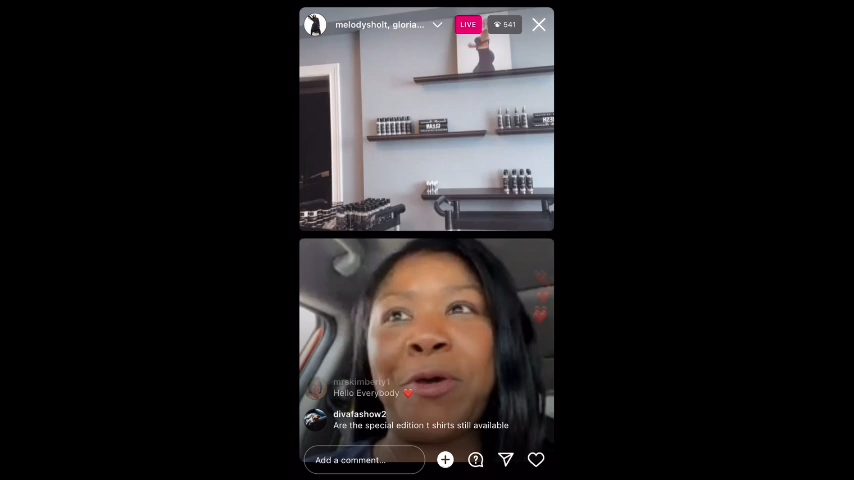 melodysholt, gloria...
LIVE
541
mrskimberly1
Hello Everybody ❤️
divafashow2
Are the special edition t shirts still available
Add a comment...